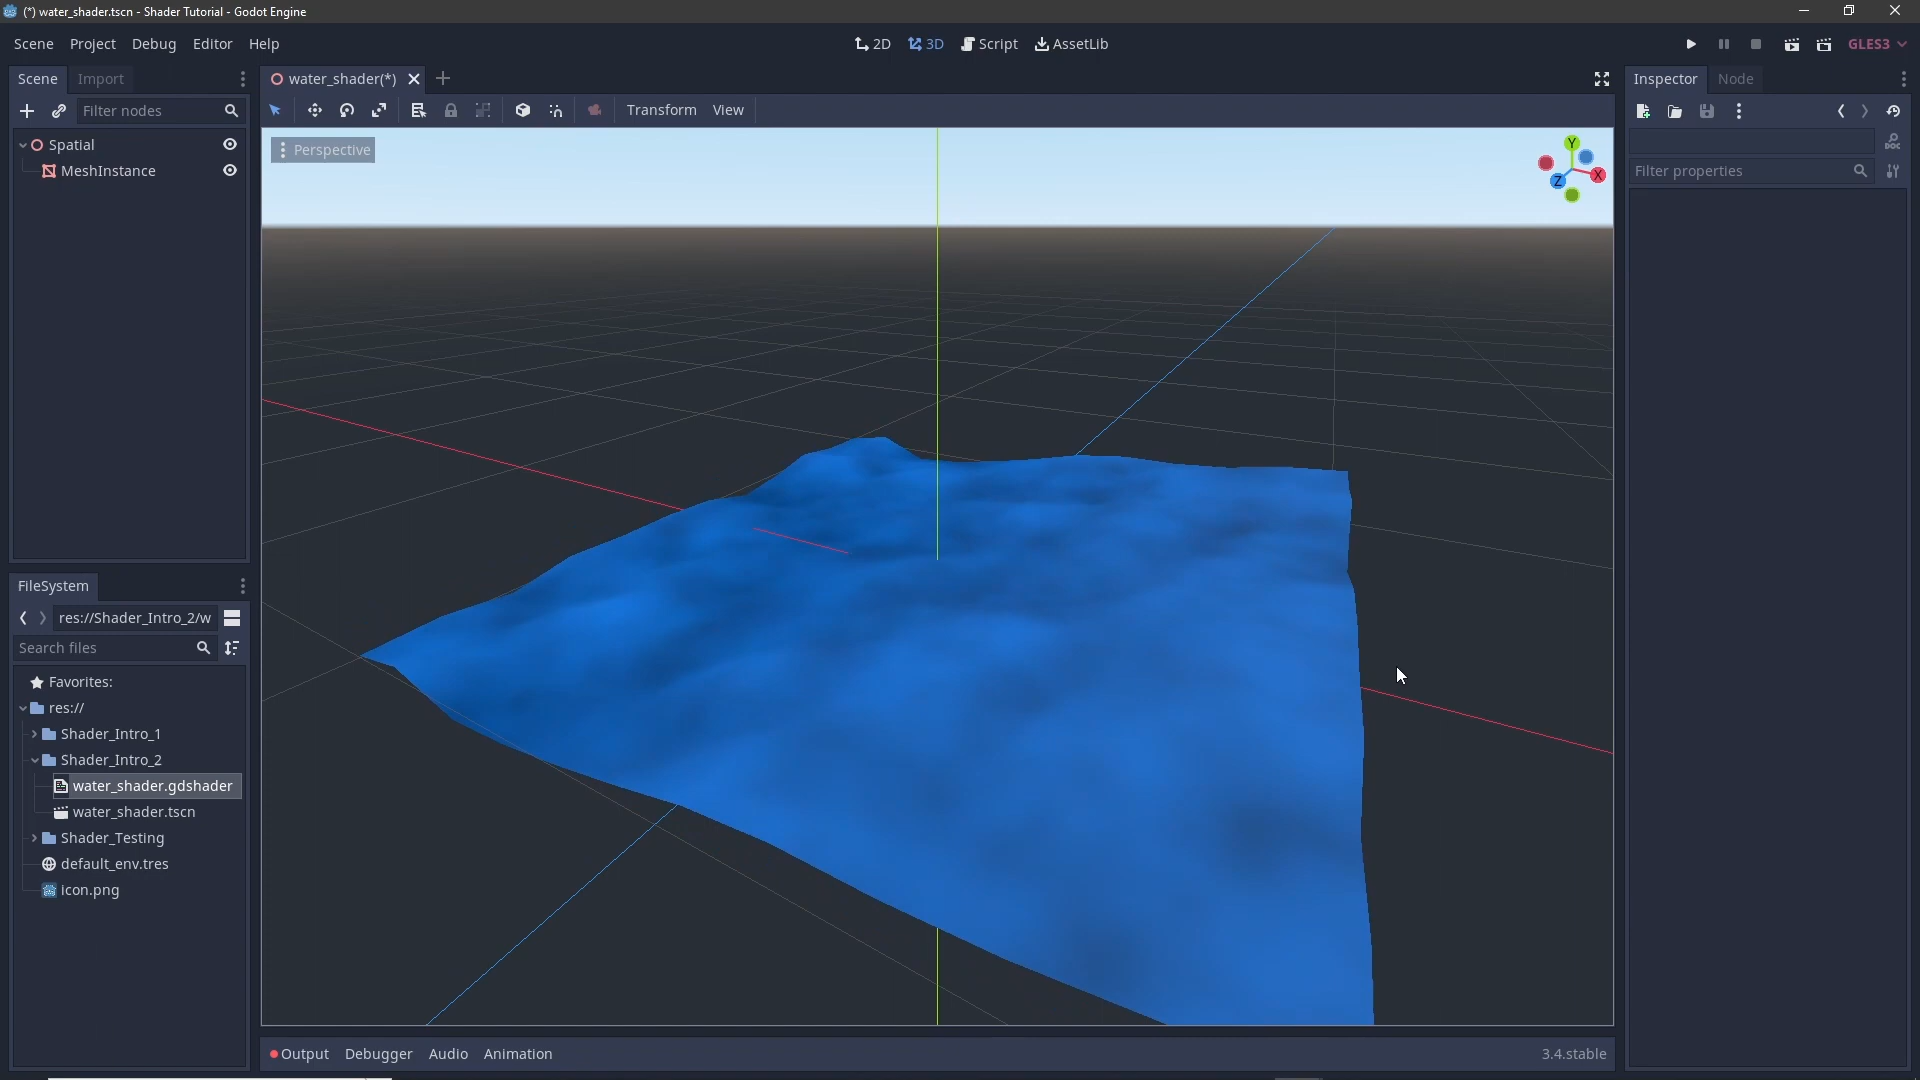 (*) water_shader.tscn - Shader Tutorial - Godot Engine
Scene Project Debug Editor Help
2D 3D Script AssetLib
GLES3
Scene Import
Filter nodes
Spatial
MeshInstance
water_shader(*)
Transform View
Perspective
Y
X
Z
Inspector Node
DOC
Filter properties
FileSystem
res://Shader_Intro_2/w
Search files
Favorites:
res://
Shader_Intro_1
Shader_Intro_2
water_shader.gdshader
water_shader.tscn
Shader_Testing
default_env.tres
icon.png
Output Debugger Audio Animation
3.4.stable